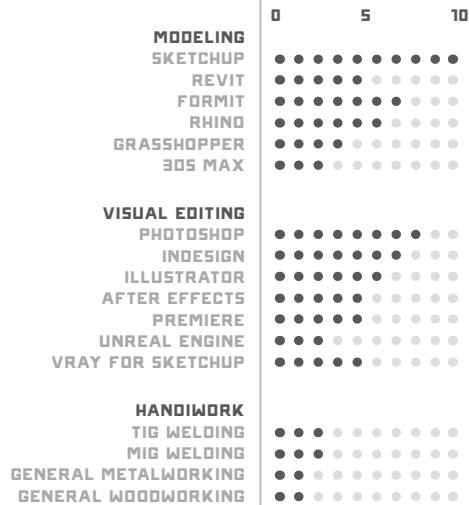 0 5 10
MODELING
SKETCHUP
REVIT
FORMIT
RHINO
GRASSHOPPER
3DS MAX
VISUAL EDITING
PHOTOSHOP
INDESIGN
ILLUSTRATOR
AFTER EFFECTS
PREMIERE
UNREAL ENGINE
VRAY FOR SKETCHUP
HANDIWORK
TIG WELDING
MIG WELDING
GENERAL METALWORKING
GENERAL WOODWORKING